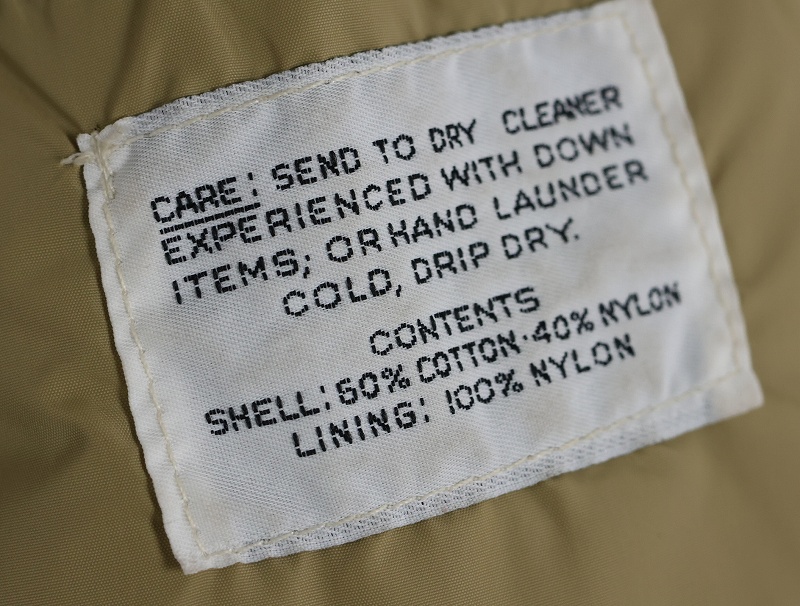 CARE: SEND TO DRY CLEANER
EXPERIENCED WITH DOWN
ITEMS; OR HAND LAUNDER
COLD, DRIP DRY.
CONTENTS
SHELL: 60% COTTON·40% NYLON
LINING: 100% NYLON